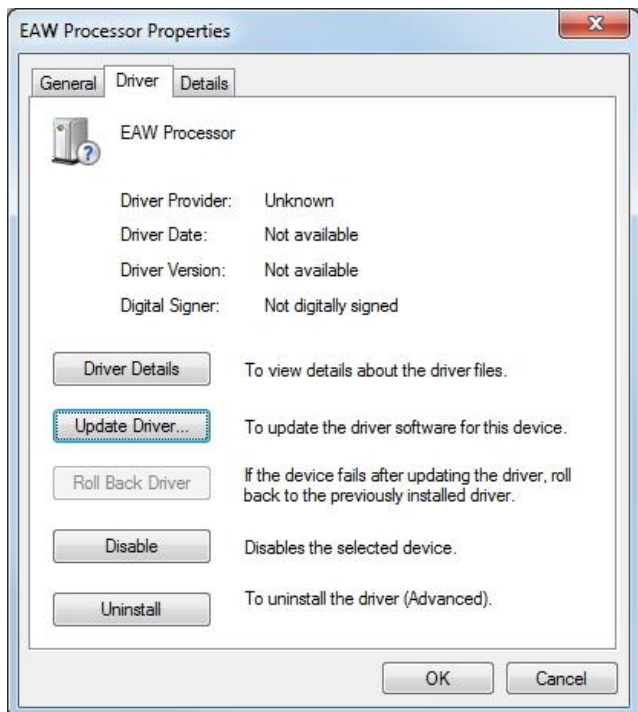 EAW Processor Properties
General Driver Details
EAW Processor
Driver Provider: Unknown
Driver Date: Not available
Driver Version: Not available
Digital Signer: Not digitally signed
Driver Details To view details about the driver files.
Update Driver... To update the driver software for this device.
Roll Back Driver If the device fails after updating the driver, roll
back to the previously installed driver.
Disable Disables the selected device.
Uninstall To uninstall the driver (Advanced).
OK Cancel